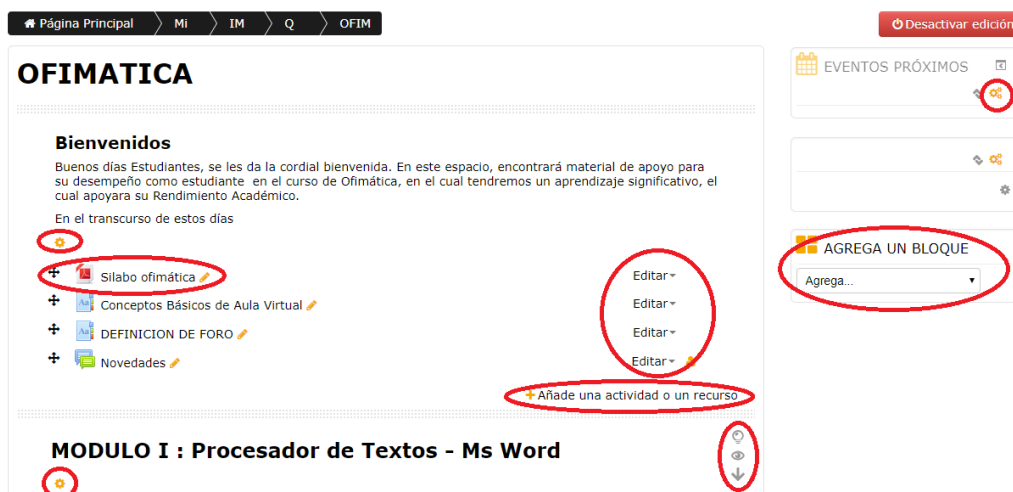 Página Principal Mi IM Q OFIM
Desactivar edición
OFIMATICA
Bienvenidos
Buenos días Estudiantes, se les da la cordial bienvenida. En este espacio, encontrará material de apoyo para
su desempeño como estudiante en el curso de Ofimática, en el cual tendremos un aprendizaje significativo, el
cual apoyara su Rendimiento Académico.
En el transcurso de estos días
Silabo ofimática Editar
Conceptos Básicos de Aula Virtual Editar
DEFINICION DE FORO Editar
Novedades Editar
+Añade una actividad o un recurso
MODULO I : Procesador de Textos - Ms Word
EVENTOS PRÓXIMOS
AGREGA UN BLOQUE
Agrega...